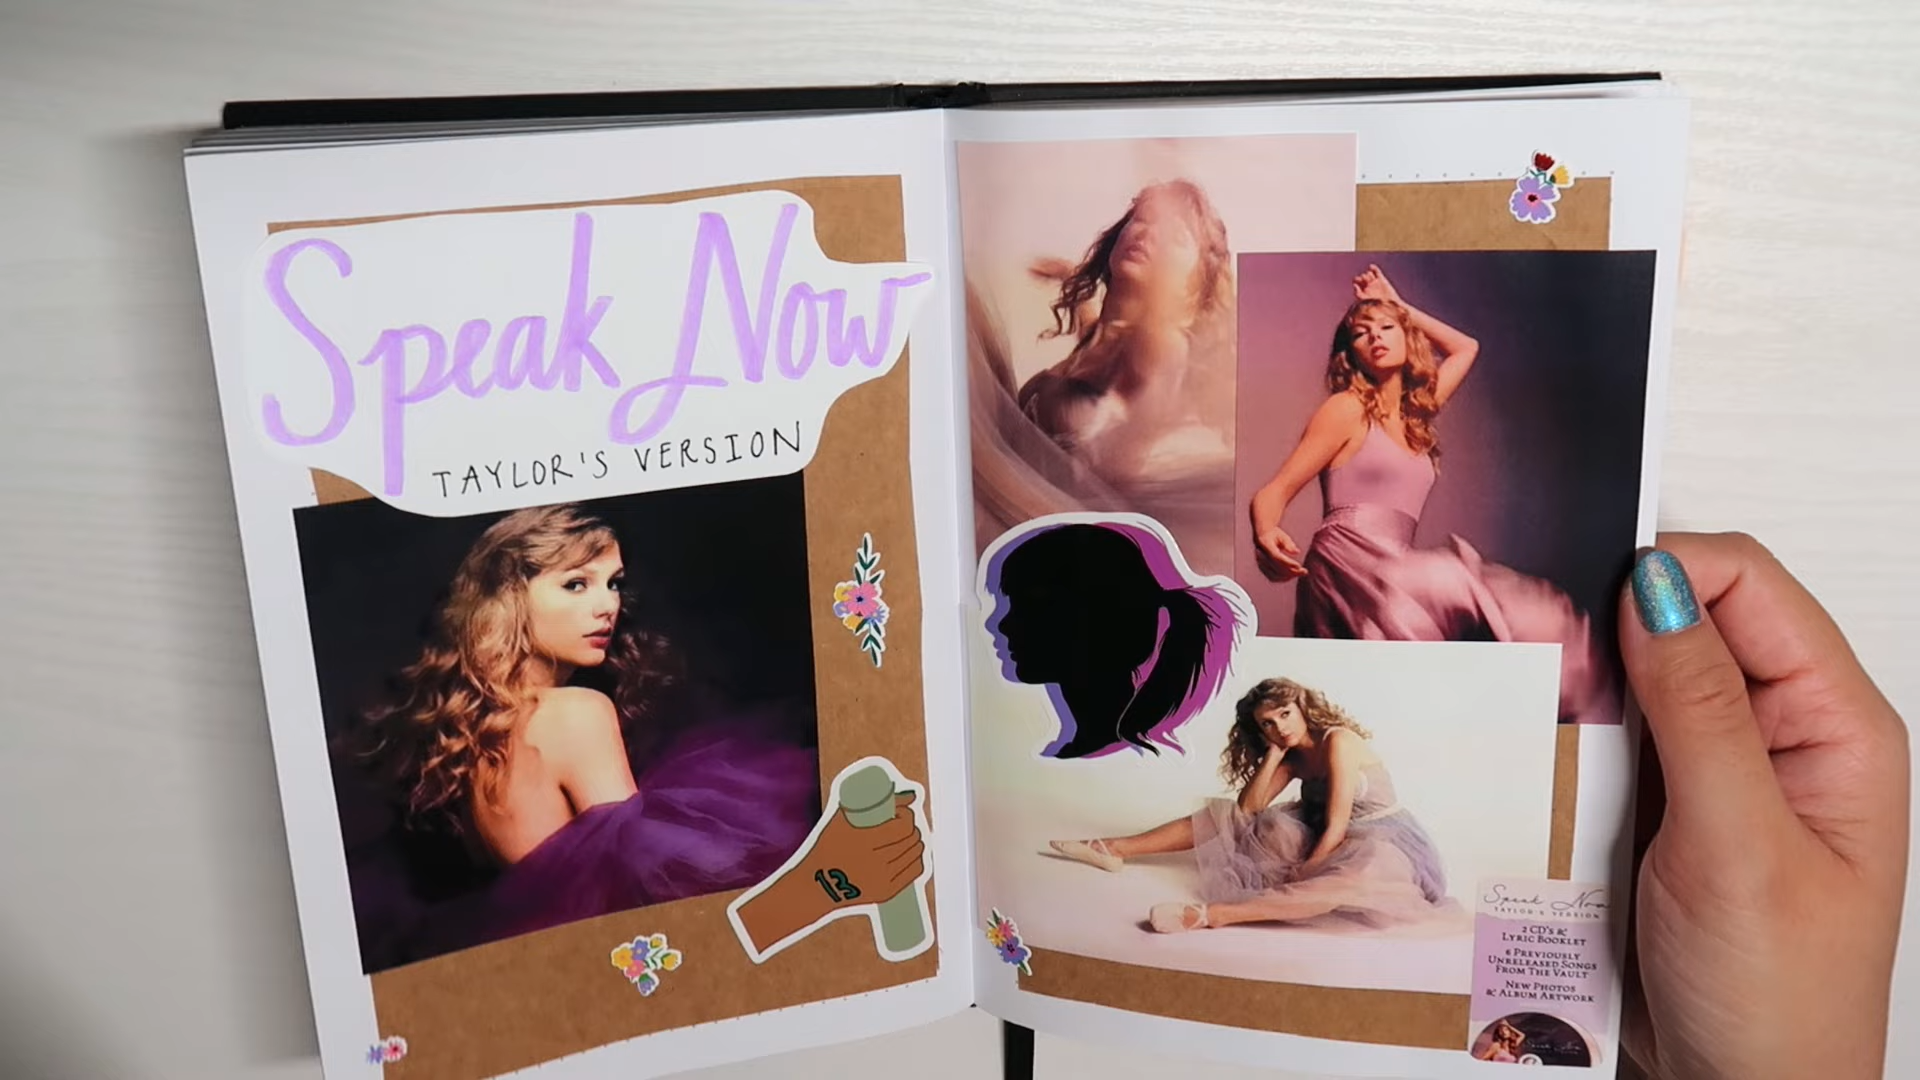 Speak Now
TAYLOR'S VERSION
13
Speak Now
TAYLOR'S VERSION
2 CD's &
Lyric Booklet
6 Previously
Unreleased Songs
From The Vault
New Photos
& Album Artwork